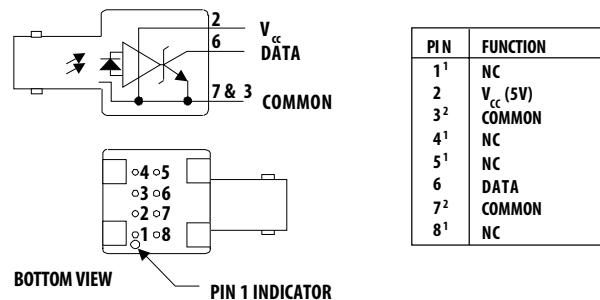 2
V_cc
6
DATA
7 & 3
COMMON
4 5
3 6
2 7
1 8
BOTTOM VIEW
PIN 1 INDICATOR
PIN FUNCTION
1¹ NC
2 V_cc (5V)
3² COMMON
4¹ NC
5¹ NC
6 DATA
7² COMMON
8¹ NC